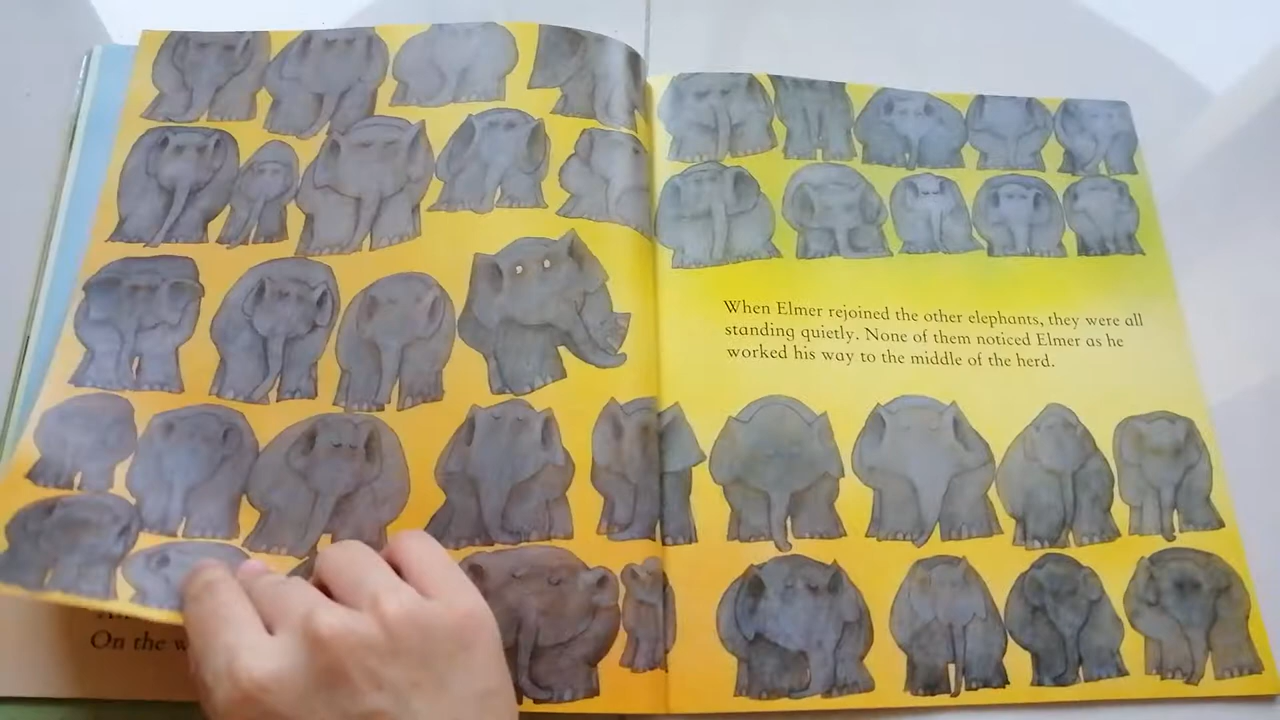 When Elmer rejoined the other elephants, they were all
standing quietly. None of them noticed Elmer as he
worked his way to the middle of the herd.
On the